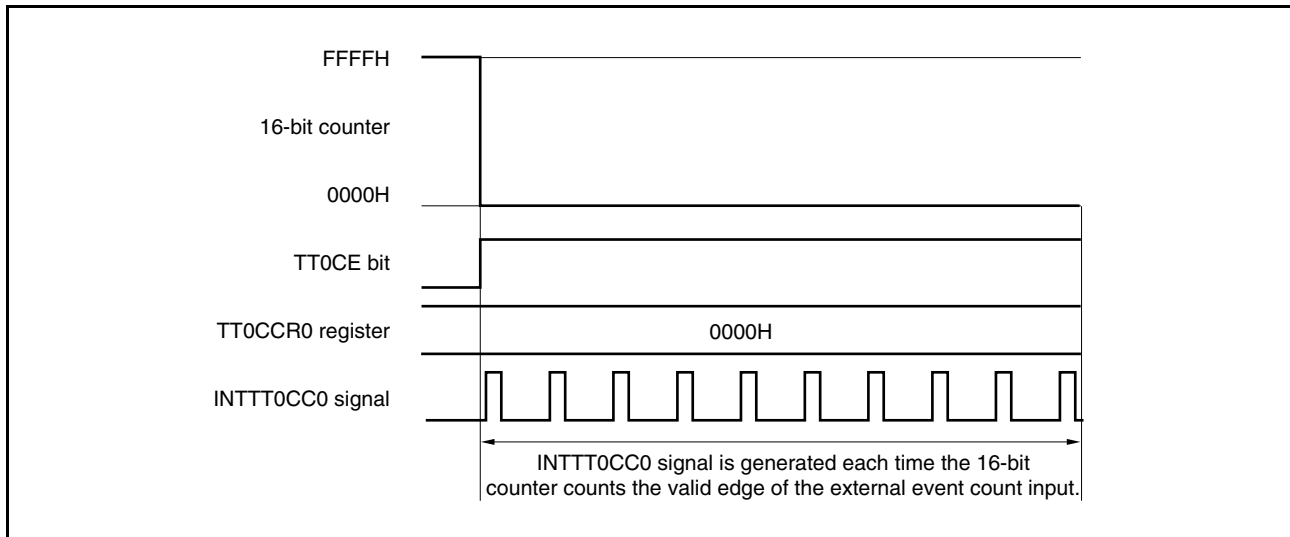 FFFFH
16-bit counter
0000H
TT0CE bit
TT0CCR0 register
0000H
INTTT0CC0 signal
INTTT0CC0 signal is generated each time the 16-bit
counter counts the valid edge of the external event count input.